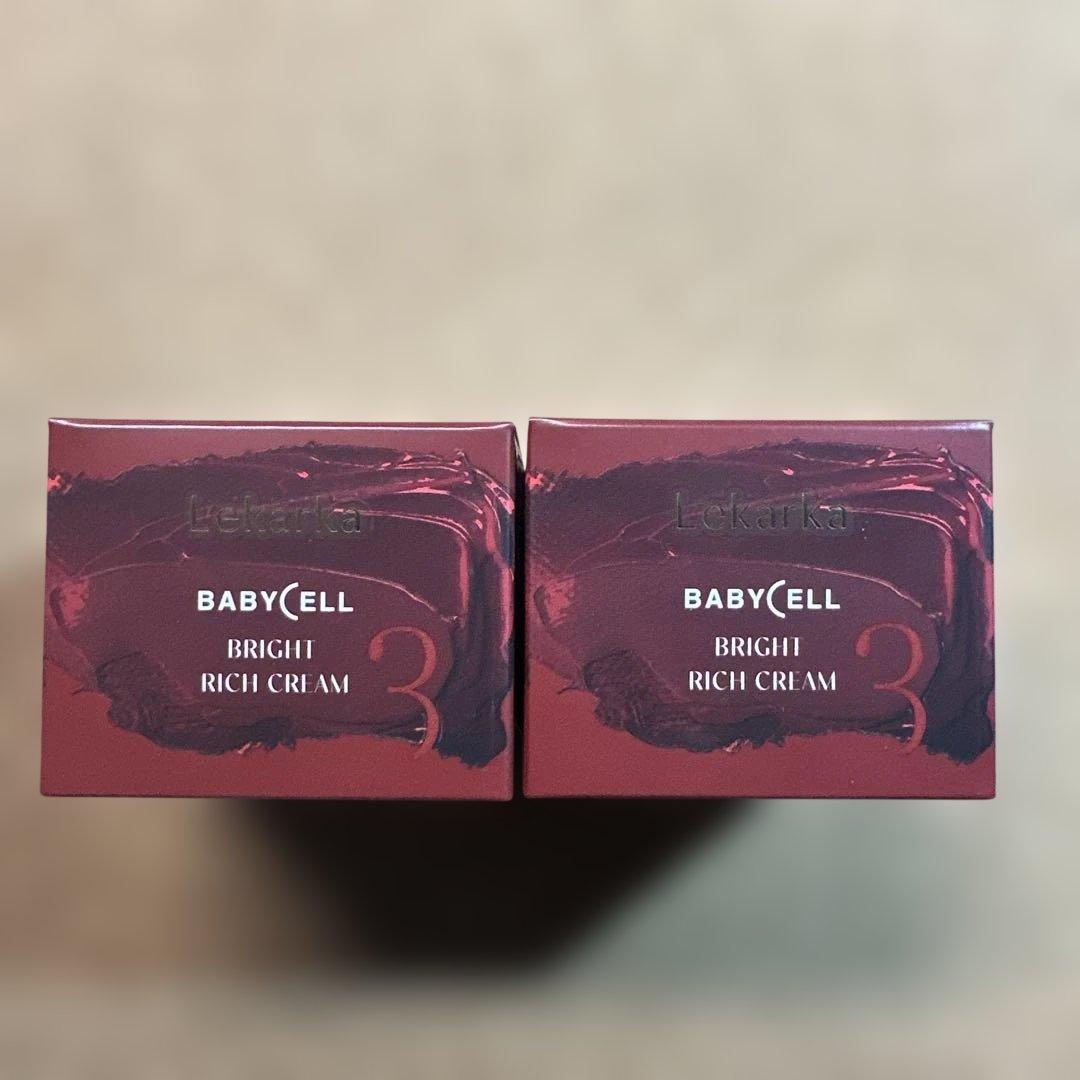 Lekarka
BABYCELL
BRIGHT
RICH CREAM
3
Lekarka
BABYCELL
BRIGHT
RICH CREAM
3